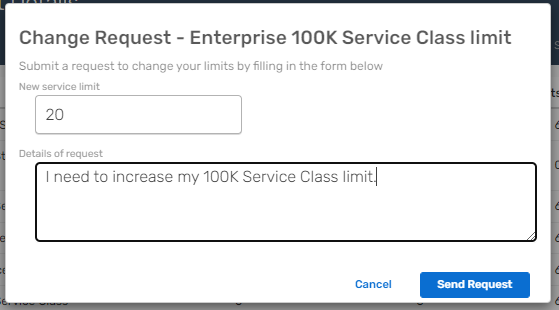 Change Request - Enterprise 100K Service Class limit
Submit a request to change your limits by filling in the form below
New service limit
20
Details of request
I need to increase my 100K Service Class limit.
Cancel
Send Request